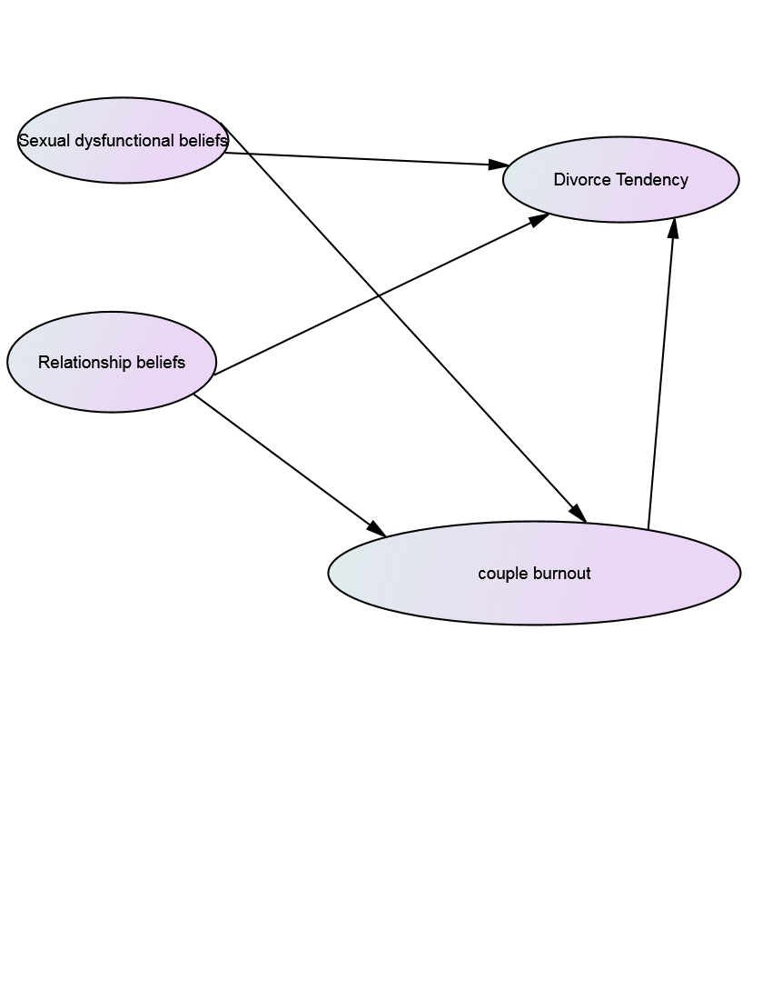 Sexual dysfunctional beliefs
Divorce Tendency
Relationship beliefs
couple burnout